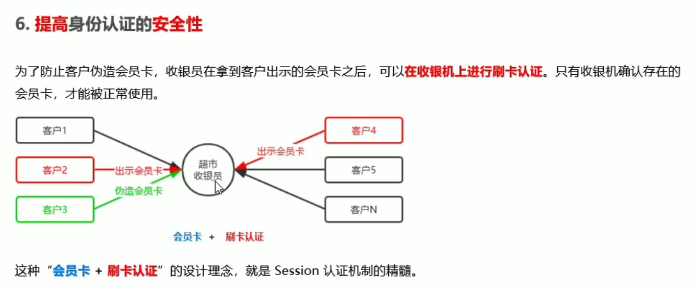 6. 提高身份认证的安全性
为了防止客户伪造会员卡，收银员在拿到客户出示的会员卡之后，可以在收银机上进行刷卡认证。只有收银机确认存在的
会员卡，才能被正常使用。
客户1
客户4
出示会员卡
客户2
出示会员卡
超市
收银员
客户5
伪造会员卡
客户3
客户N
会员卡 + 刷卡认证
这种“会员卡 + 刷卡认证”的设计理念，就是 Session 认证机制的精髓。